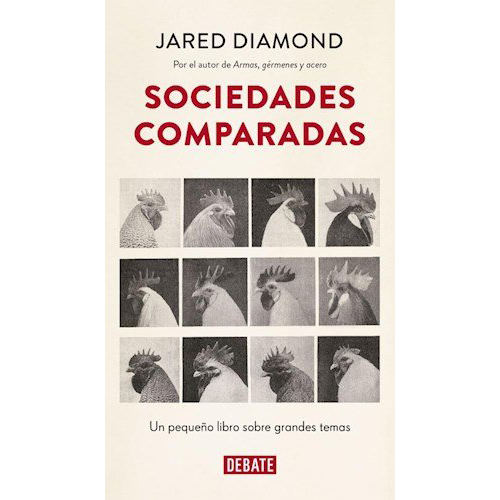 JARED DIAMOND
Por el autor de Armas, gérmenes y acero
SOCIEDADES
COMPARADAS
Un pequeño libro sobre grandes temas
DEBATE